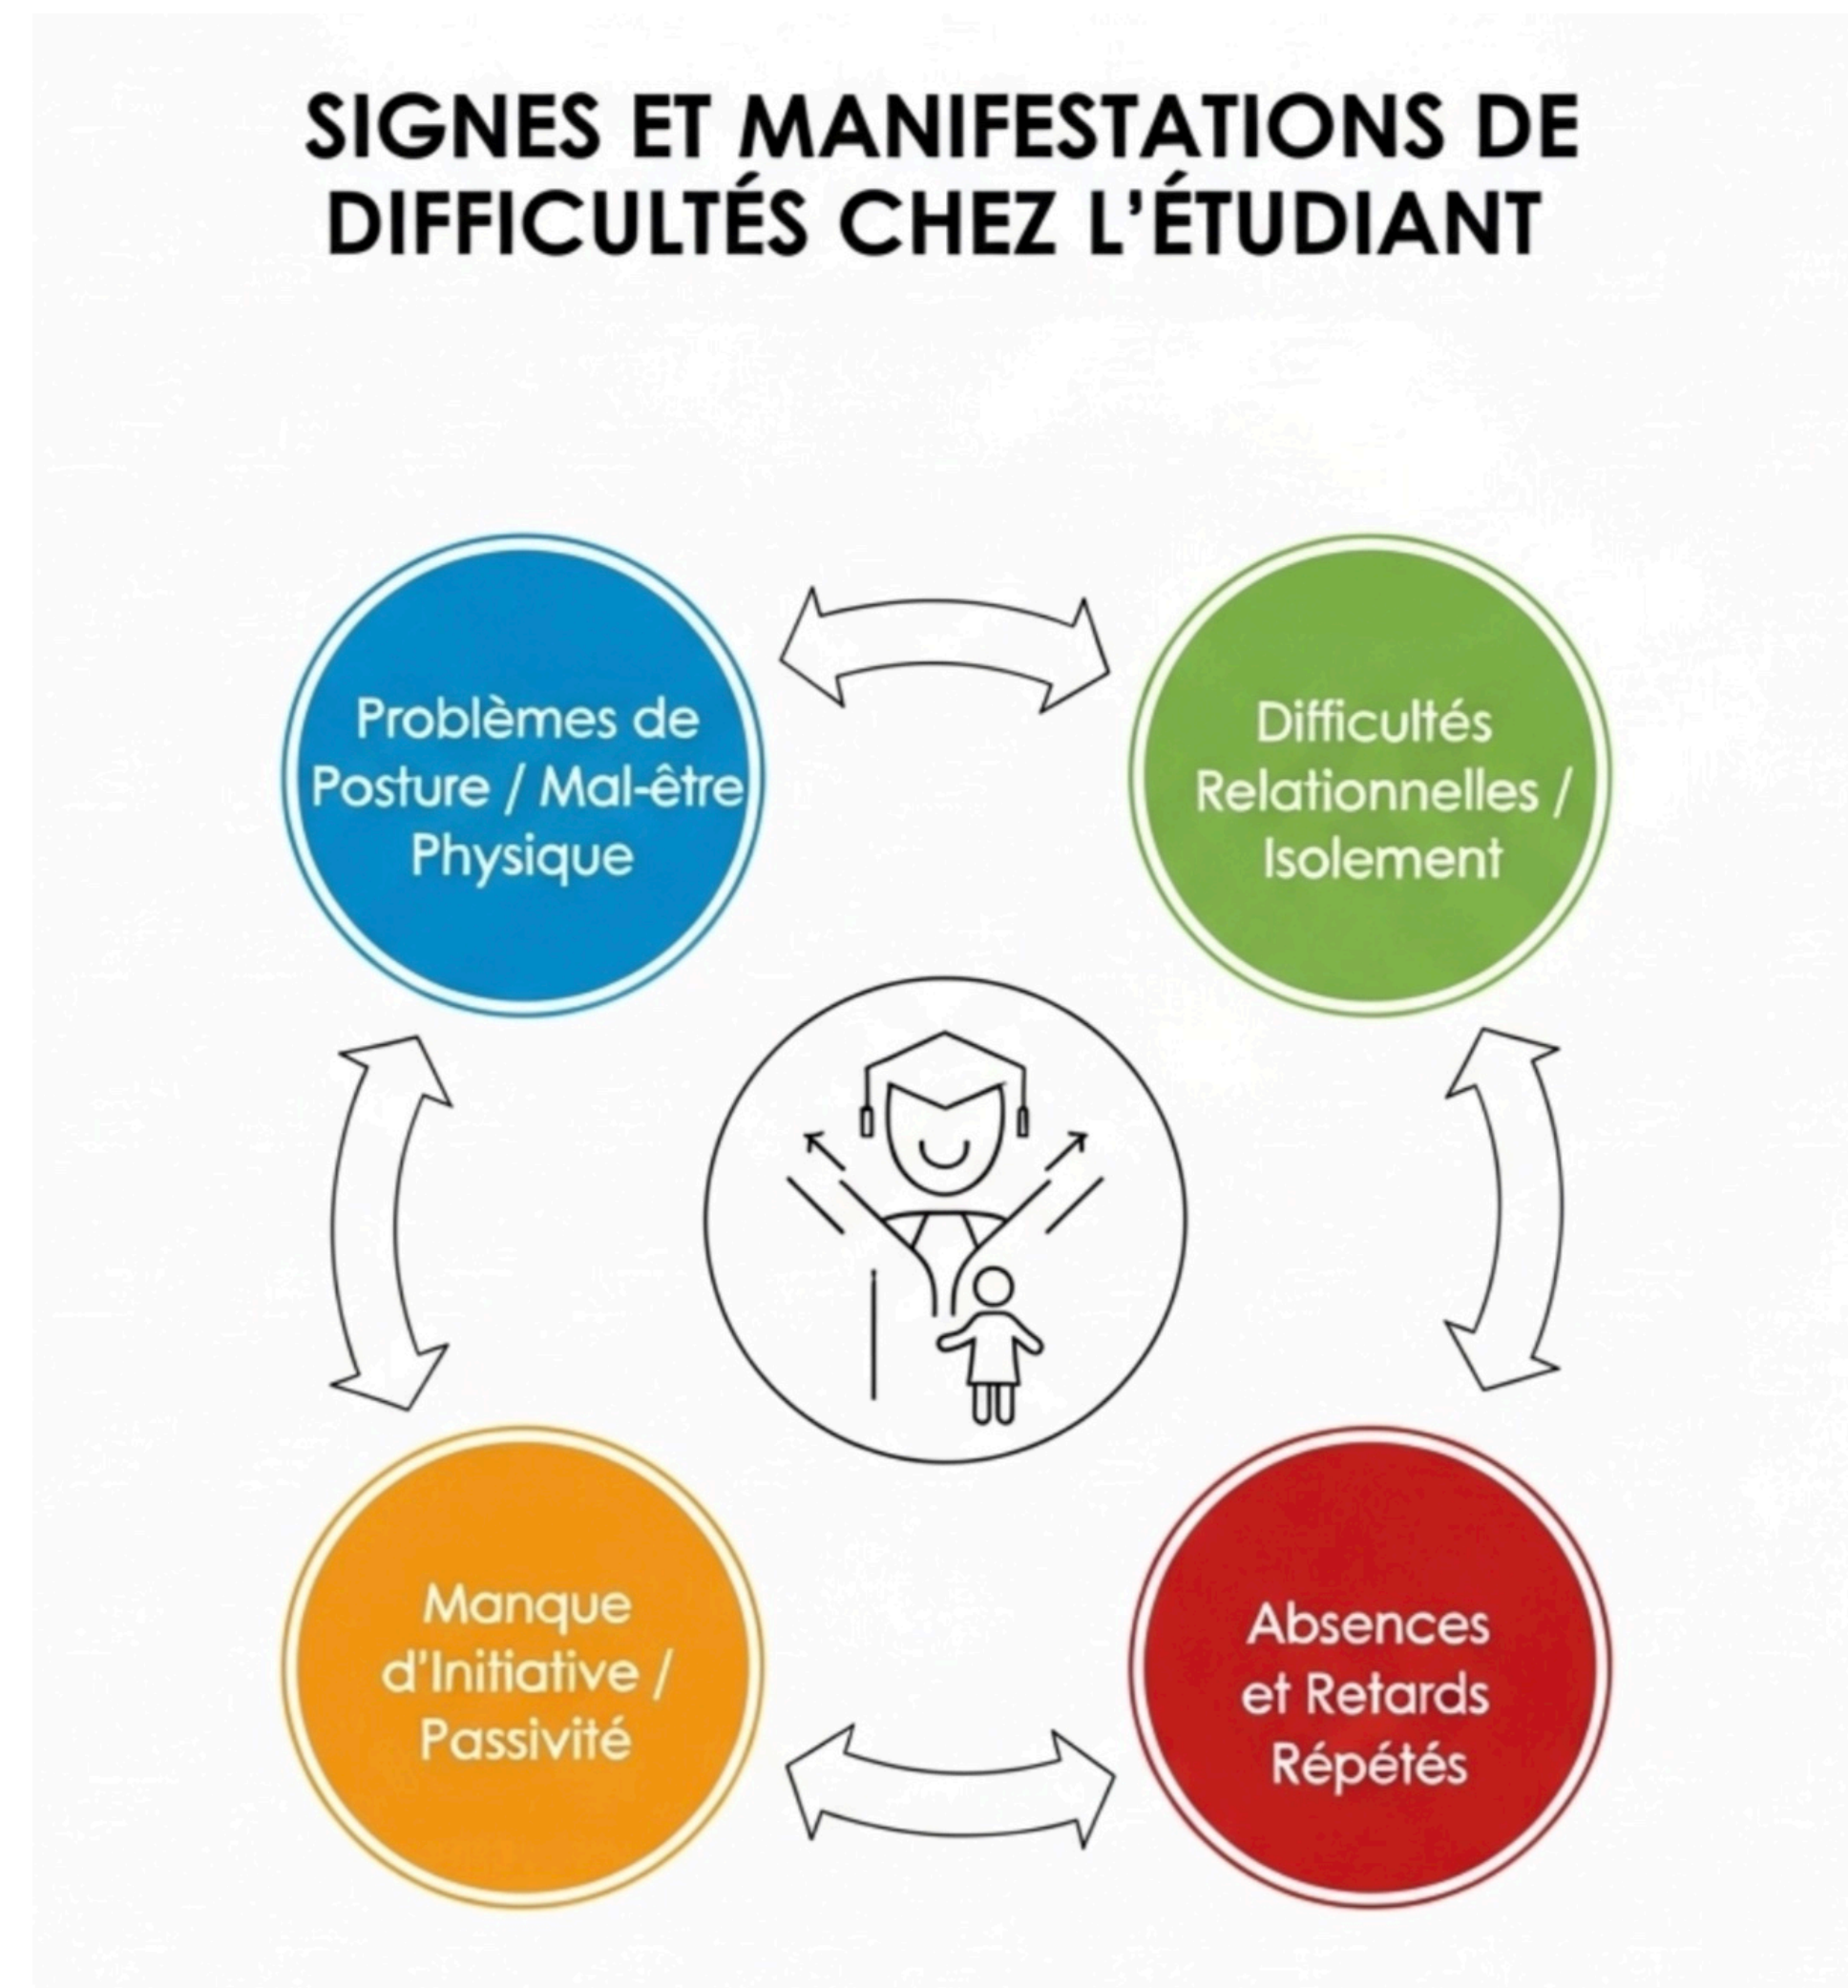 SIGNES ET MANIFESTATIONS DE
DIFFICULTÉS CHEZ L'ÉTUDIANT
Problèmes de
Posture / Mal-être
Physique
Difficultés
Relationnelles /
Isolement
Manque
d'Initiative /
Passivité
Absences
et Retards
Répétés